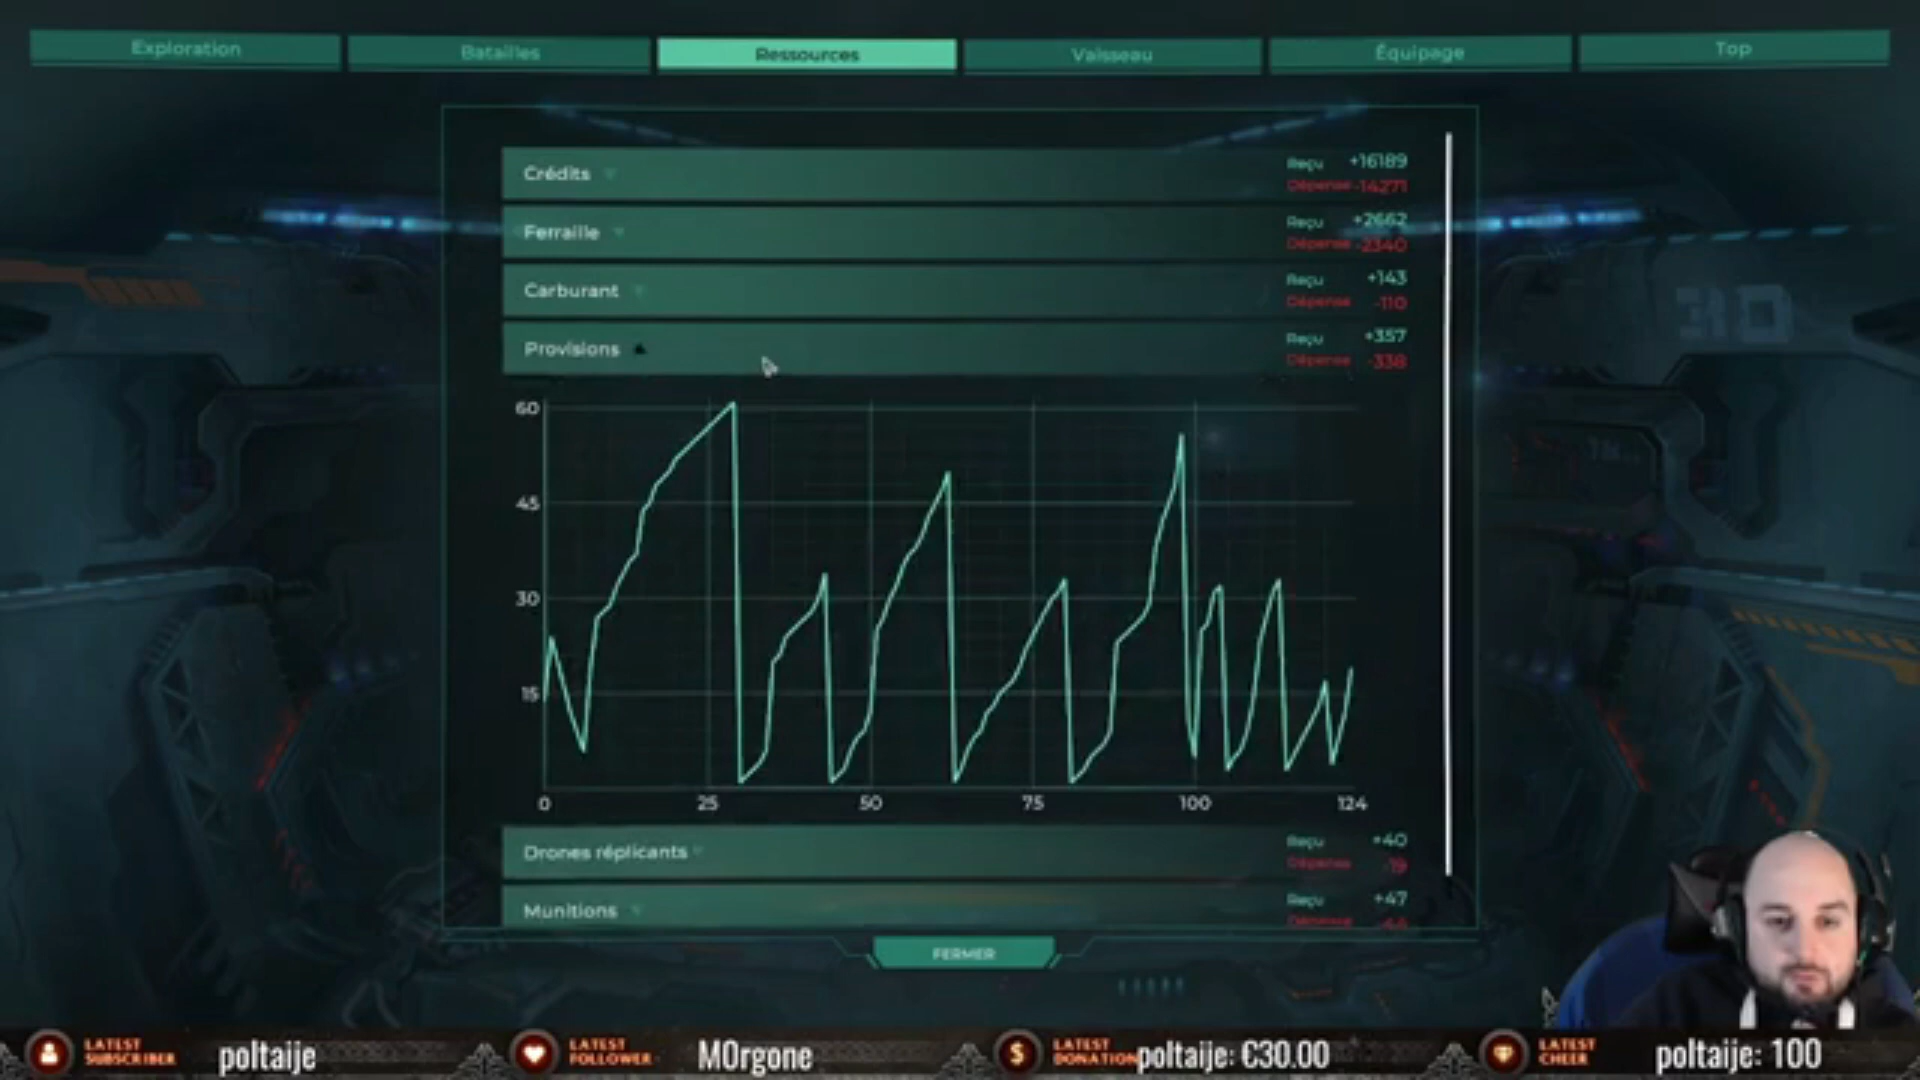 Exploration
Batailles
Ressources
Vaisseau
Équipage
Top
Crédits
Reçu +16189
Dépense -14271
Ferraille
Reçu +2662
Dépense -2340
Carburant
Reçu +143
Dépense -110
Provisions
Reçu +357
Dépense -338
60
45
30
15
0 25 50 75 100 124
Drones réplicants
Reçu +40
Dépense -19
Munitions
Reçu +47
Dépense
FERMER
LATEST
SUBSCRIBER
poltaije
LATEST
FOLLOWER
M0rgone
LATEST
DONATION
poltaije: €30.00
LATEST
CHEER
poltaije: 100